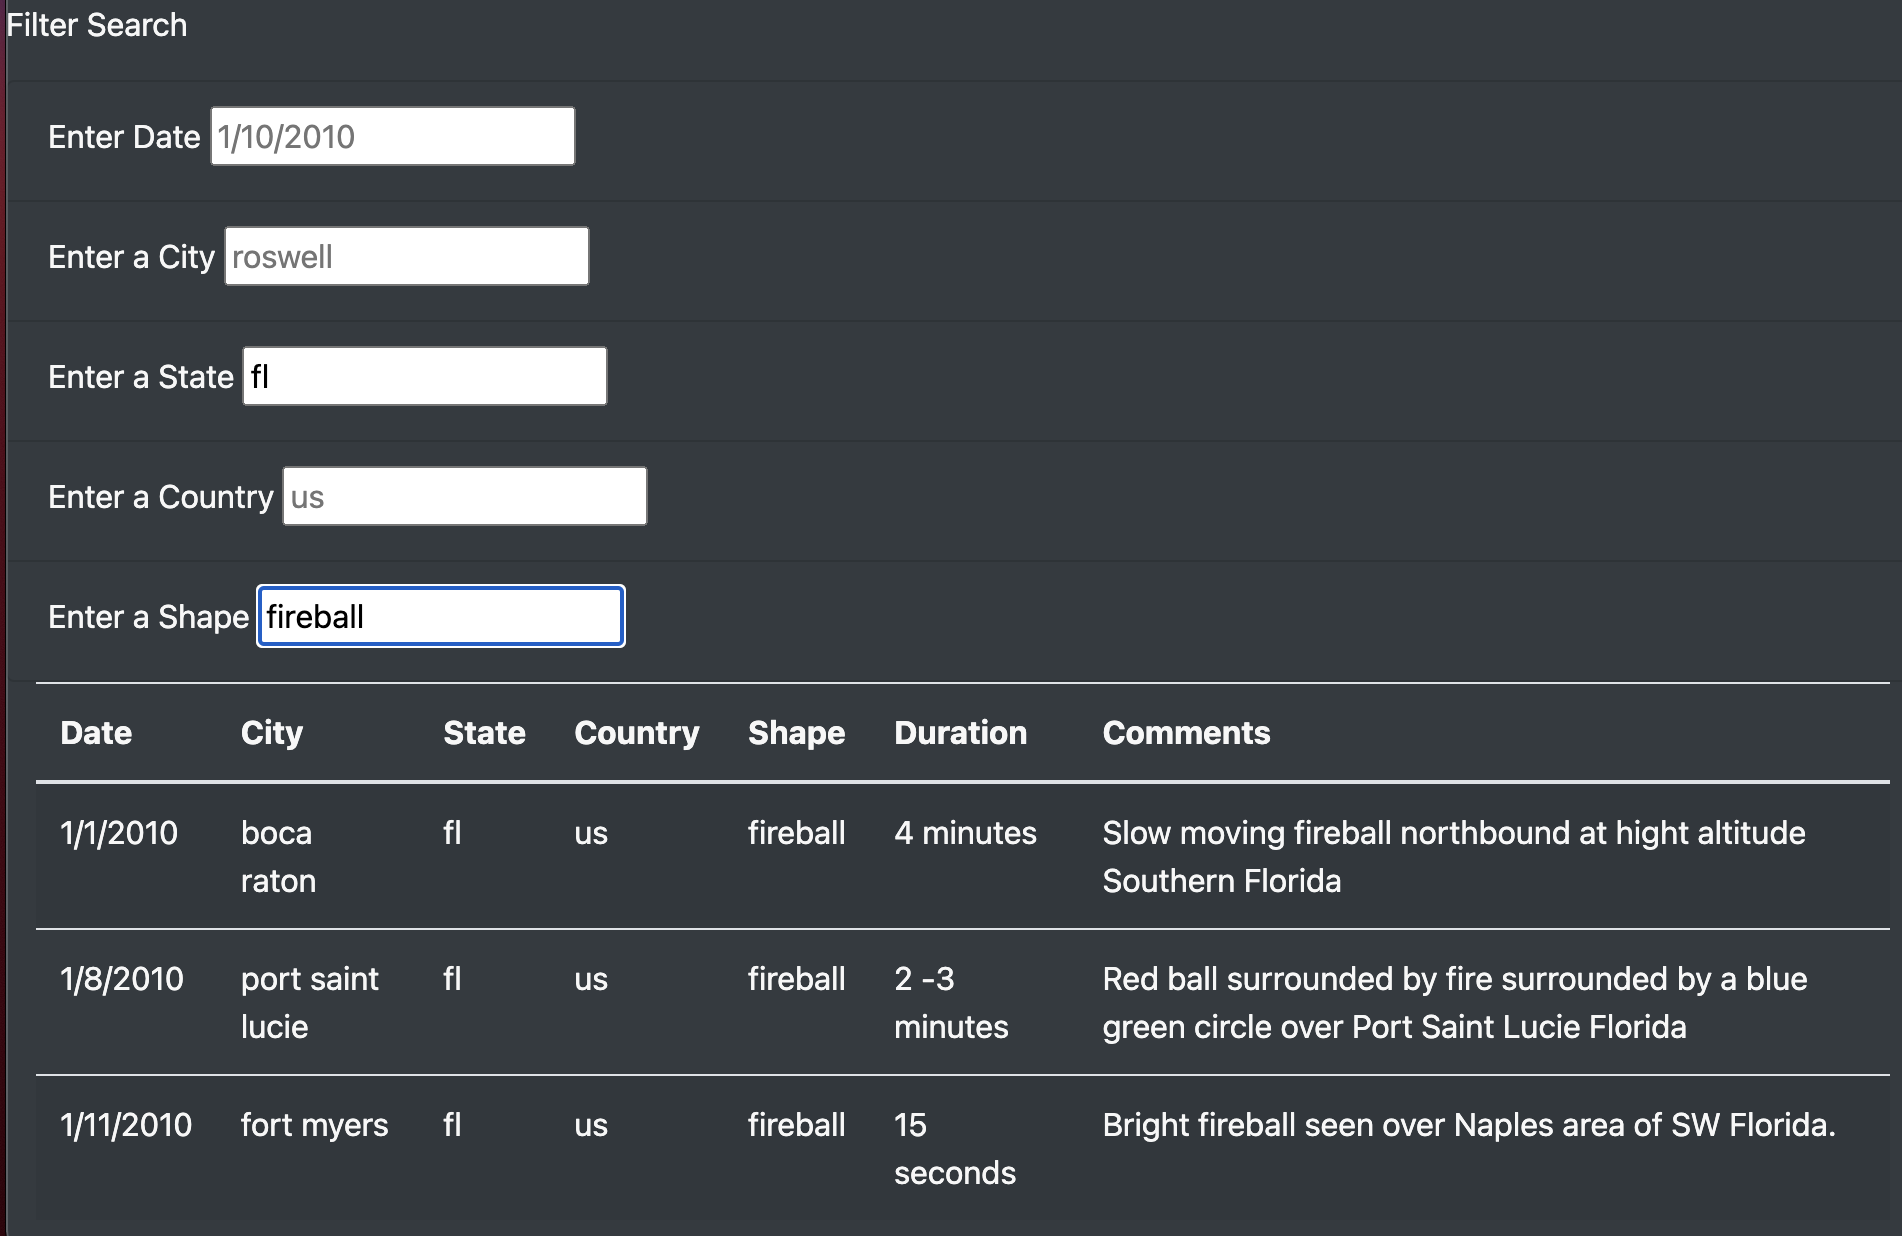 Filter Search
Enter Date 1/10/2010
Enter a City roswell
Enter a State fl
Enter a Country us
Enter a Shape fireball
Date City State Country Shape Duration Comments
1/1/2010 boca fl us fireball 4 minutes Slow moving fireball northbound at hight altitude
raton Southern Florida
1/8/2010 port saint fl us fireball 2 -3 Red ball surrounded by fire surrounded by a blue
lucie minutes green circle over Port Saint Lucie Florida
1/11/2010 fort myers fl us fireball 15 Bright fireball seen over Naples area of SW Florida.
seconds